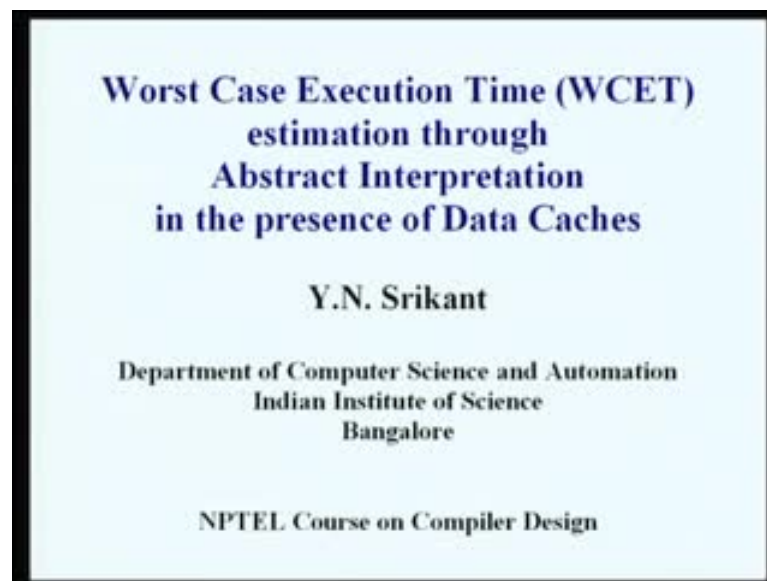 Worst Case Execution Time (WCET)
estimation through
Abstract Interpretation
in the presence of Data Caches
Y.N. Srikant
Department of Computer Science and Automation
Indian Institute of Science
Bangalore
NPTEL Course on Compiler Design